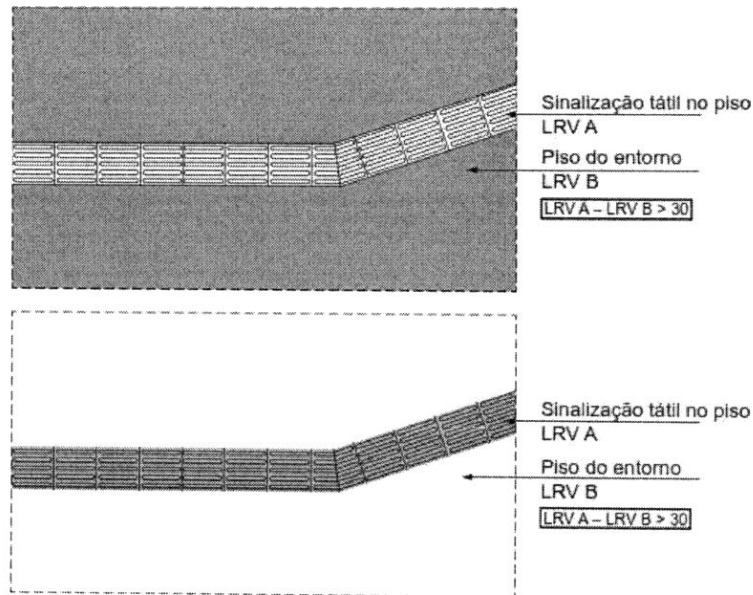 Sinalização tátil no piso
LRV A
Piso do entorno
LRV B
LRV A – LRV B > 30
Sinalização tátil no piso
LRV A
Piso do entorno
LRV B
LRV A – LRV B > 30